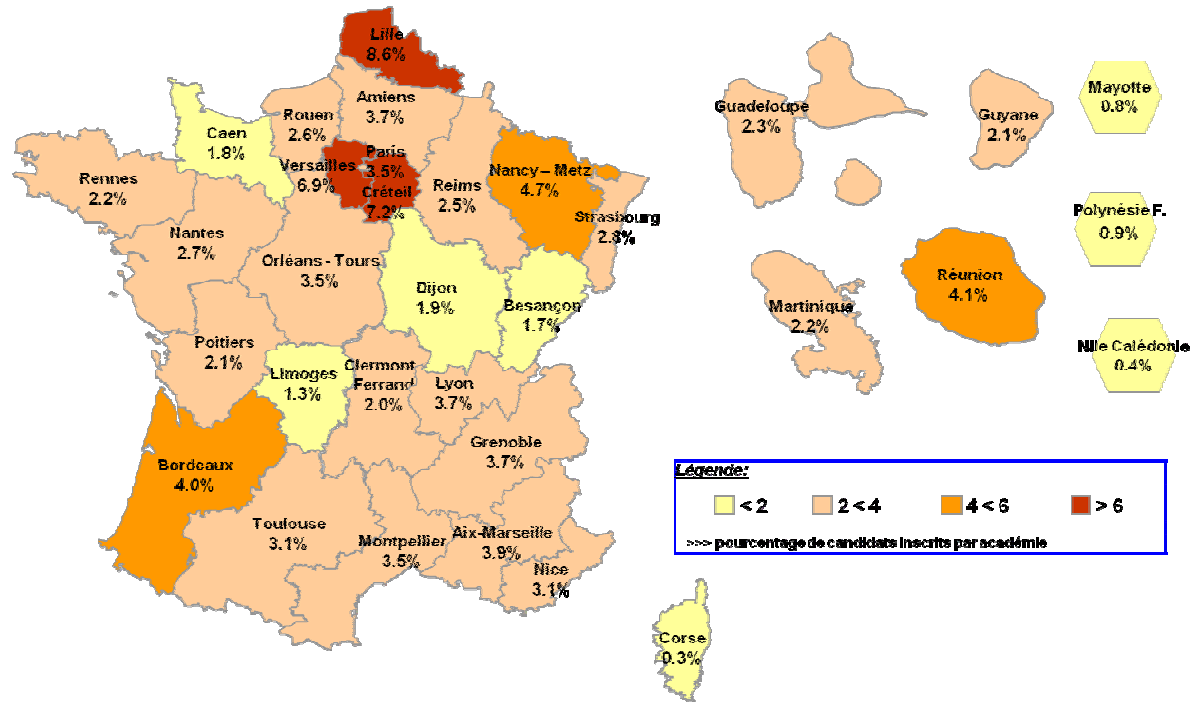 Lille
8.6%
Amiens
3.7%
Rouen
2.6%
Caen
1.8%
Versailles
6.9%
Paris
3.5%
Créteil
7.2%
Reims
2.5%
Nancy – Metz
4.7%
Strasbourg
2.8%
Rennes
2.2%
Nantes
2.7%
Orléans - Tours
3.5%
Dijon
1.9%
Besançon
1.7%
Poitiers
2.1%
Limoges
1.3%
Clermont
Ferrand
2.0%
Lyon
3.7%
Grenoble
3.7%
Bordeaux
4.0%
Toulouse
3.1%
Montpellier
3.5%
Aix-Marseille
3.9%
Nice
3.1%
Corse
0.3%
Guadeloupe
2.3%
Guyane
2.1%
Mayotte
0.8%
Polynésie F.
0.9%
Martinique
2.2%
Réunion
4.1%
Nlle Calédonie
0.4%
Légende:
< 2
2 < 4
4 < 6
> 6
>>> pourcentage de candidats inscrits par académie